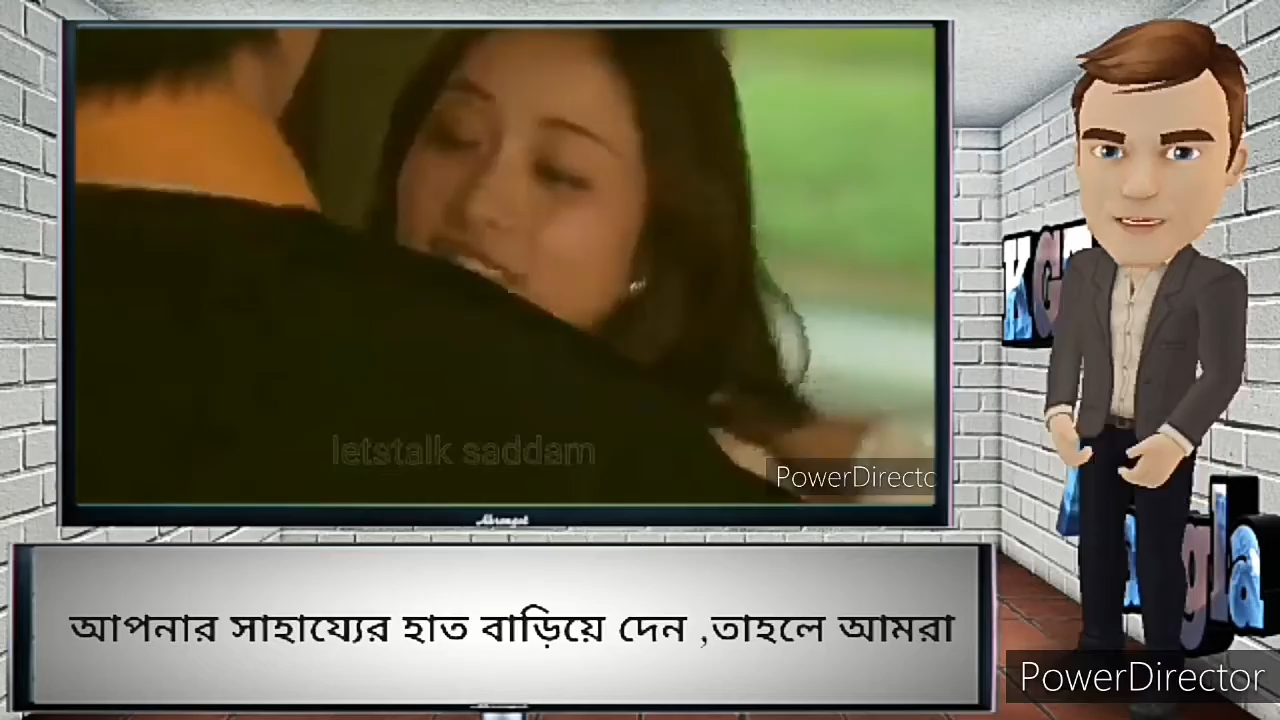 letstalk saddam
PowerDirecto
আপনার সাহায্যের হাত বাড়িয়ে দেন ,তাহলে আমরা
PowerDirector